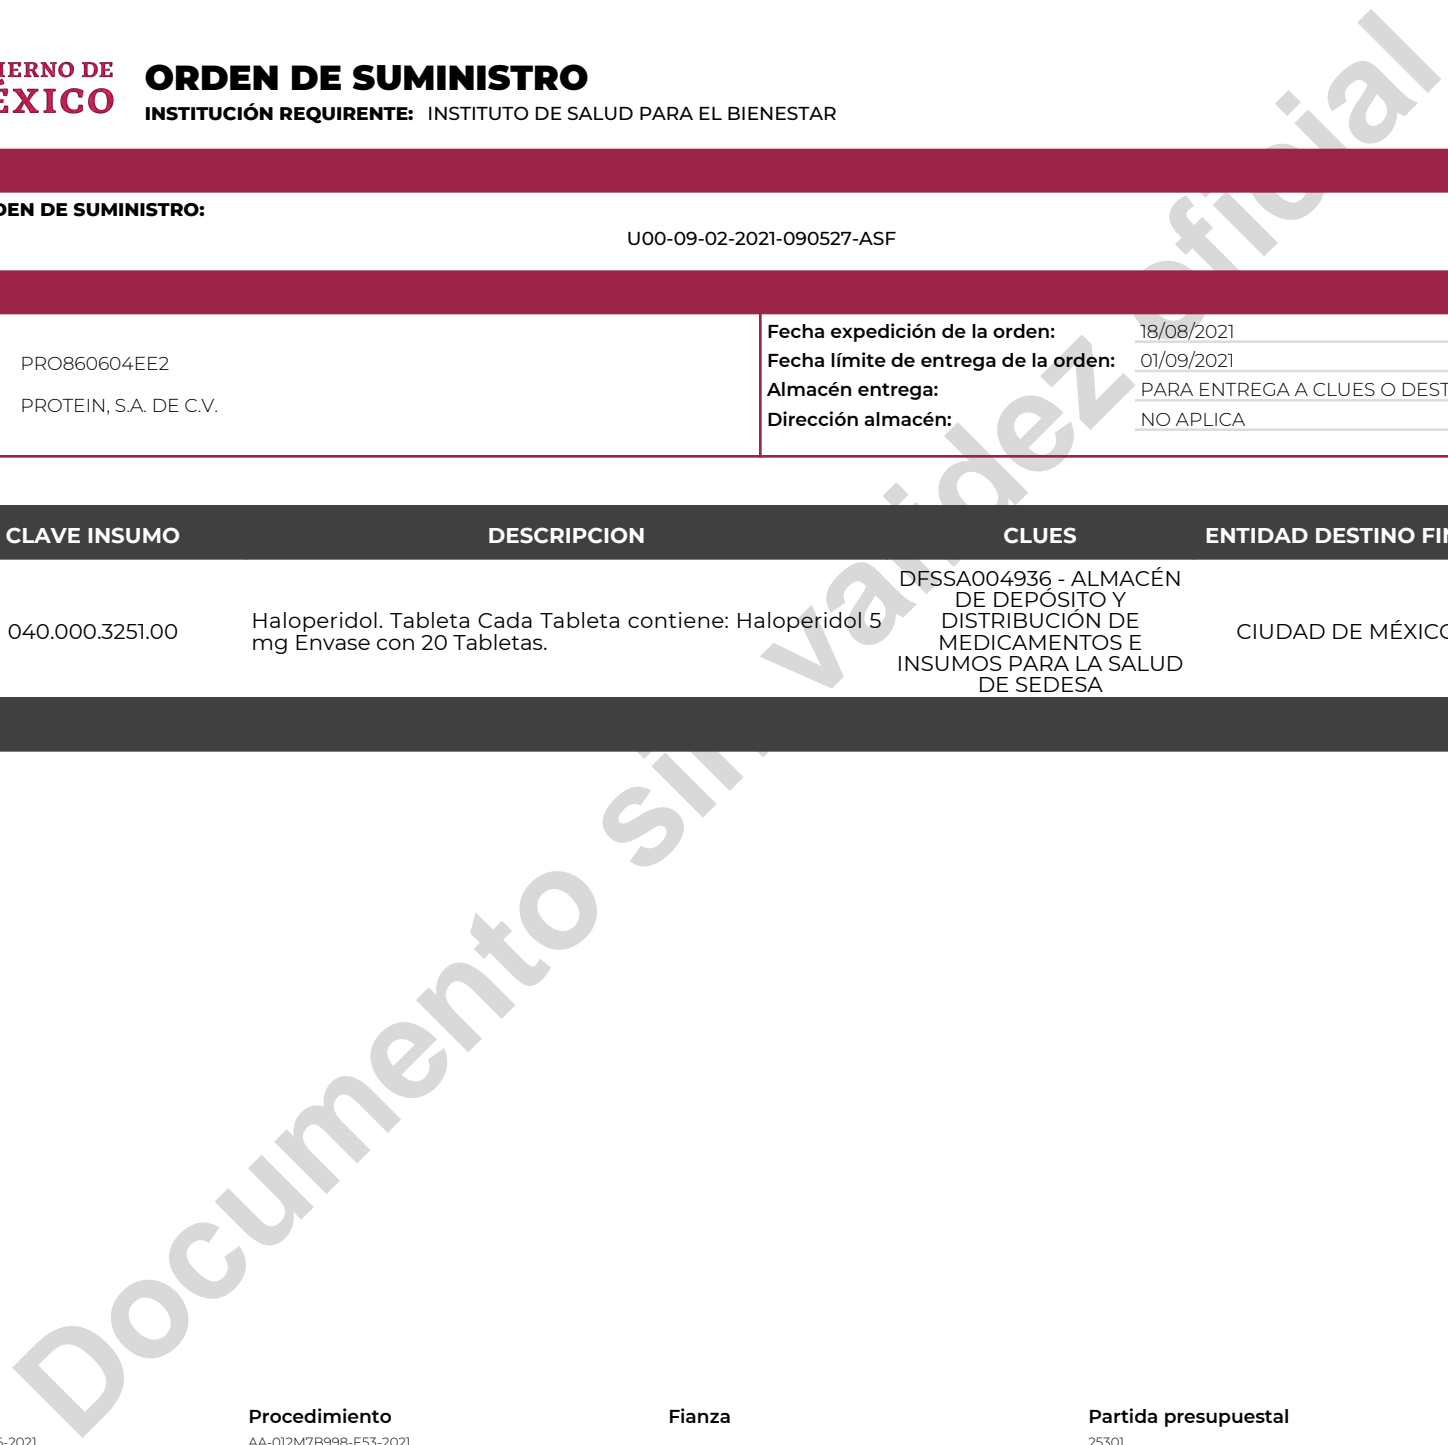 IERNO DE
ÉXICO
ORDEN DE SUMINISTRO
INSTITUCIÓN REQUIRENTE: INSTITUTO DE SALUD PARA EL BIENESTAR
DEN DE SUMINISTRO:
U00-09-02-2021-090527-ASF
PRO860604EE2
PROTEIN, S.A. DE C.V.
Fecha expedición de la orden: 18/08/2021
Fecha límite de entrega de la orden: 01/09/2021
Almacén entrega: PARA ENTREGA A CLUES O DEST
Dirección almacén: NO APLICA
CLAVE INSUMO DESCRIPCION CLUES ENTIDAD DESTINO FIN
040.000.3251.00
Haloperidol. Tableta Cada Tableta contiene: Haloperidol 5
mg Envase con 20 Tabletas.
DFSSA004936 - ALMACÉN
DE DEPÓSITO Y
DISTRIBUCIÓN DE
MEDICAMENTOS E
INSUMOS PARA LA SALUD
DE SEDESA
CIUDAD DE MÉXICO
Documento sin validez oficial
Procedimiento Fianza Partida presupuestal
-2021 AA-012M7B998-E53-2021 25301